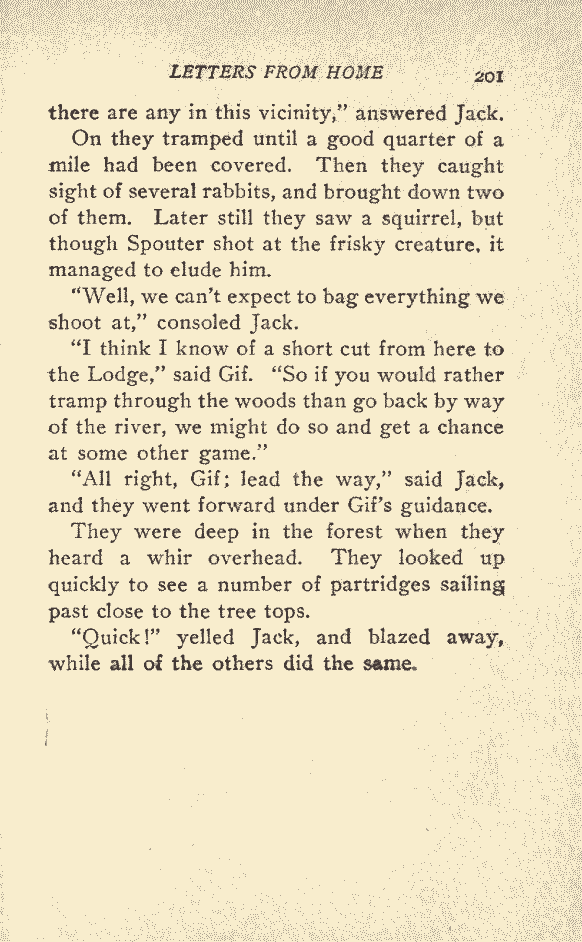 LETTERS FROM HOME 201
there are any in this vicinity,” answered Jack.
On they tramped until a good quarter of a
mile had been covered. Then they caught
sight of several rabbits, and brought down two
of them. Later still they saw a squirrel, but
though Spouter shot at the frisky creature, it
managed to elude him.
“Well, we can’t expect to bag everything we
shoot at,” consoled Jack.
“I think I know of a short cut from here to
the Lodge,” said Gif. “So if you would rather
tramp through the woods than go back by way
of the river, we might do so and get a chance
at some other game.”
“All right, Gif; lead the way,” said Jack,
and they went forward under Gif’s guidance.
They were deep in the forest when they
heard a whir overhead. They looked up
quickly to see a number of partridges sailing
past close to the tree tops.
“Quick!” yelled Jack, and blazed away,
while all of the others did the same.